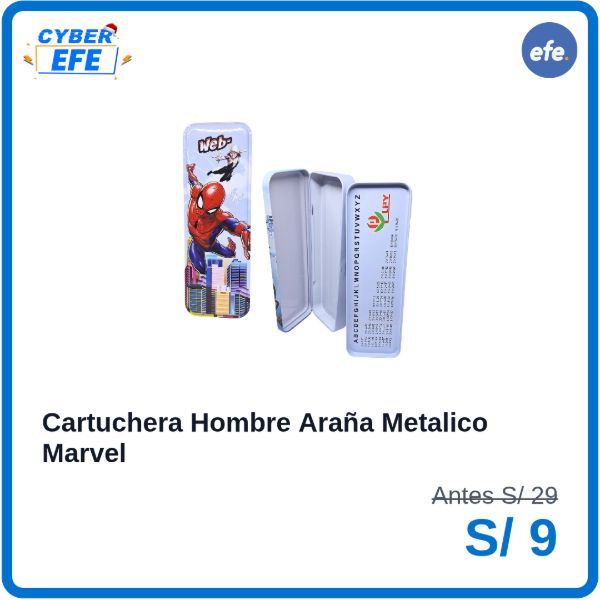 CYBER
EFE
efe.
Web-
ABCDEFGHIJKLMNOPQRSTUVWXYZ
Cartuchera Hombre Araña Metalico
Marvel
Antes S/ 29
S/ 9